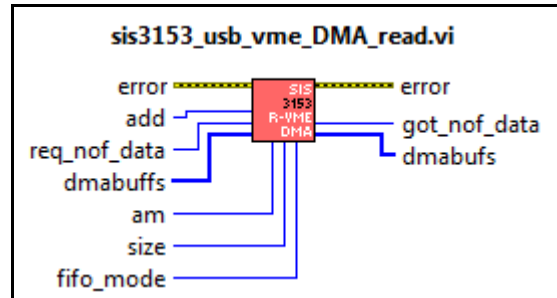 sis3153_usb_vme_DMA_read.vi
error SIS error
add 3153
req_nof_data R-VME got_nof_data
dmabuffs DMA dmabufs
am
size
fifo_mode